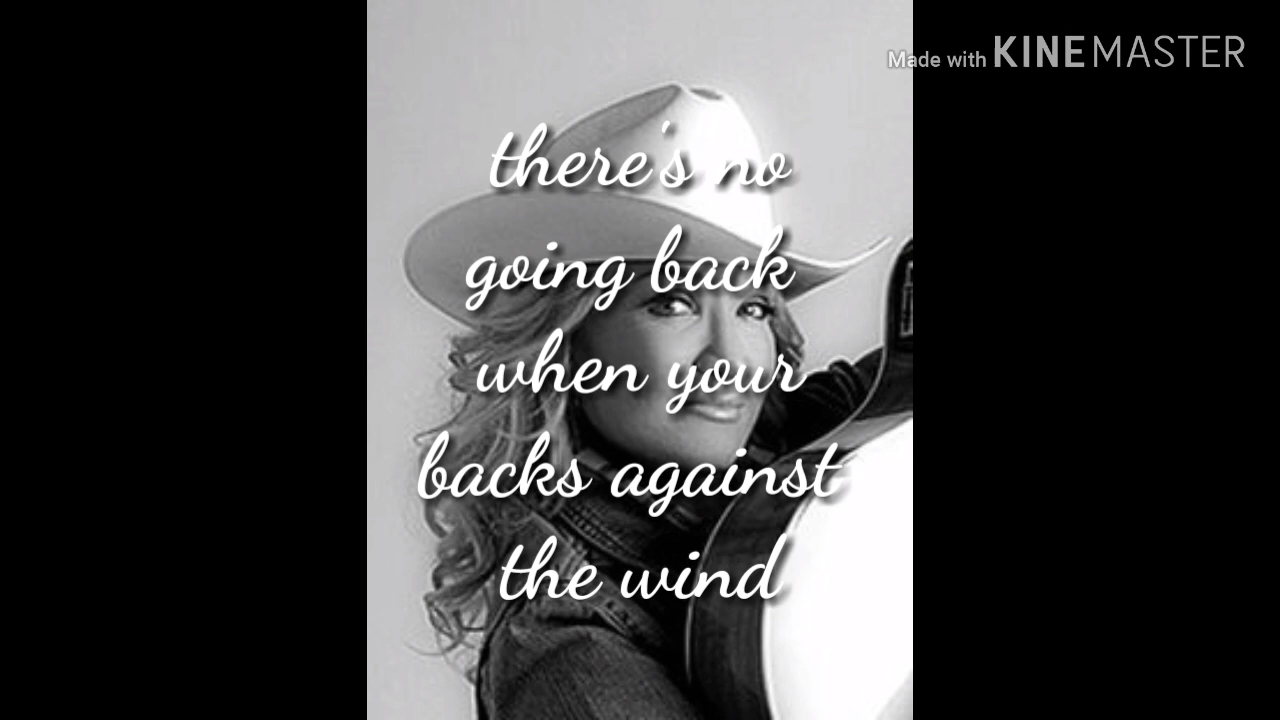 Made with KINEMASTER
there's no
going back
when your
backs against
the wind